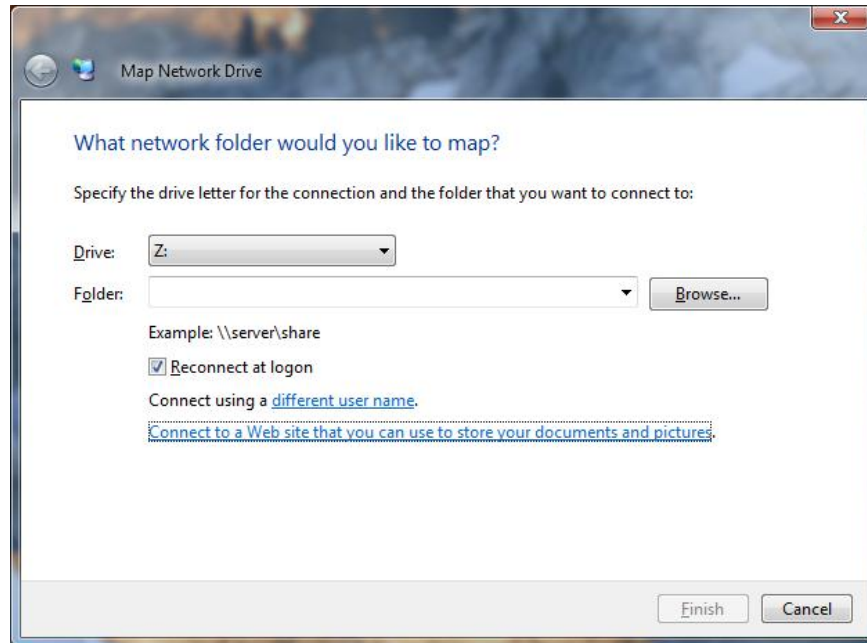 Map Network Drive
What network folder would you like to map?
Specify the drive letter for the connection and the folder that you want to connect to:
Drive: Z:
Folder: Browse...
Example: \\server\share
Reconnect at logon
Connect using a different user name.
Connect to a Web site that you can use to store your documents and pictures.
Finish Cancel